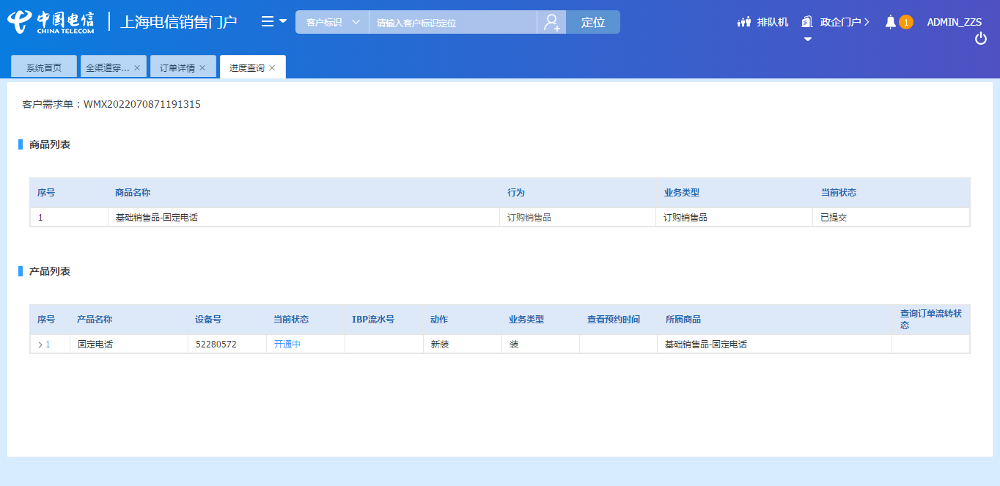 中国电信
CHINA TELECOM
上海电信销售门户
客户标识
请输入客户标识定位
定位
排队机
政企门户
1
ADMIN_ZZS
系统首页
全渠道穿...
订单详情
进度查询
客户需求单：WMX2022070871191315
商品列表
序号 商品名称 行为 业务类型 当前状态
1 基础销售品-固定电话 订购销售品 订购销售品 已提交
产品列表
序号 产品名称 设备号 当前状态 IBP流水号 动作 业务类型 查看预约时间 所属商品 查询订单流转状
态
1 固定电话 52280572 开通中 新装 装 基础销售品-固定电话